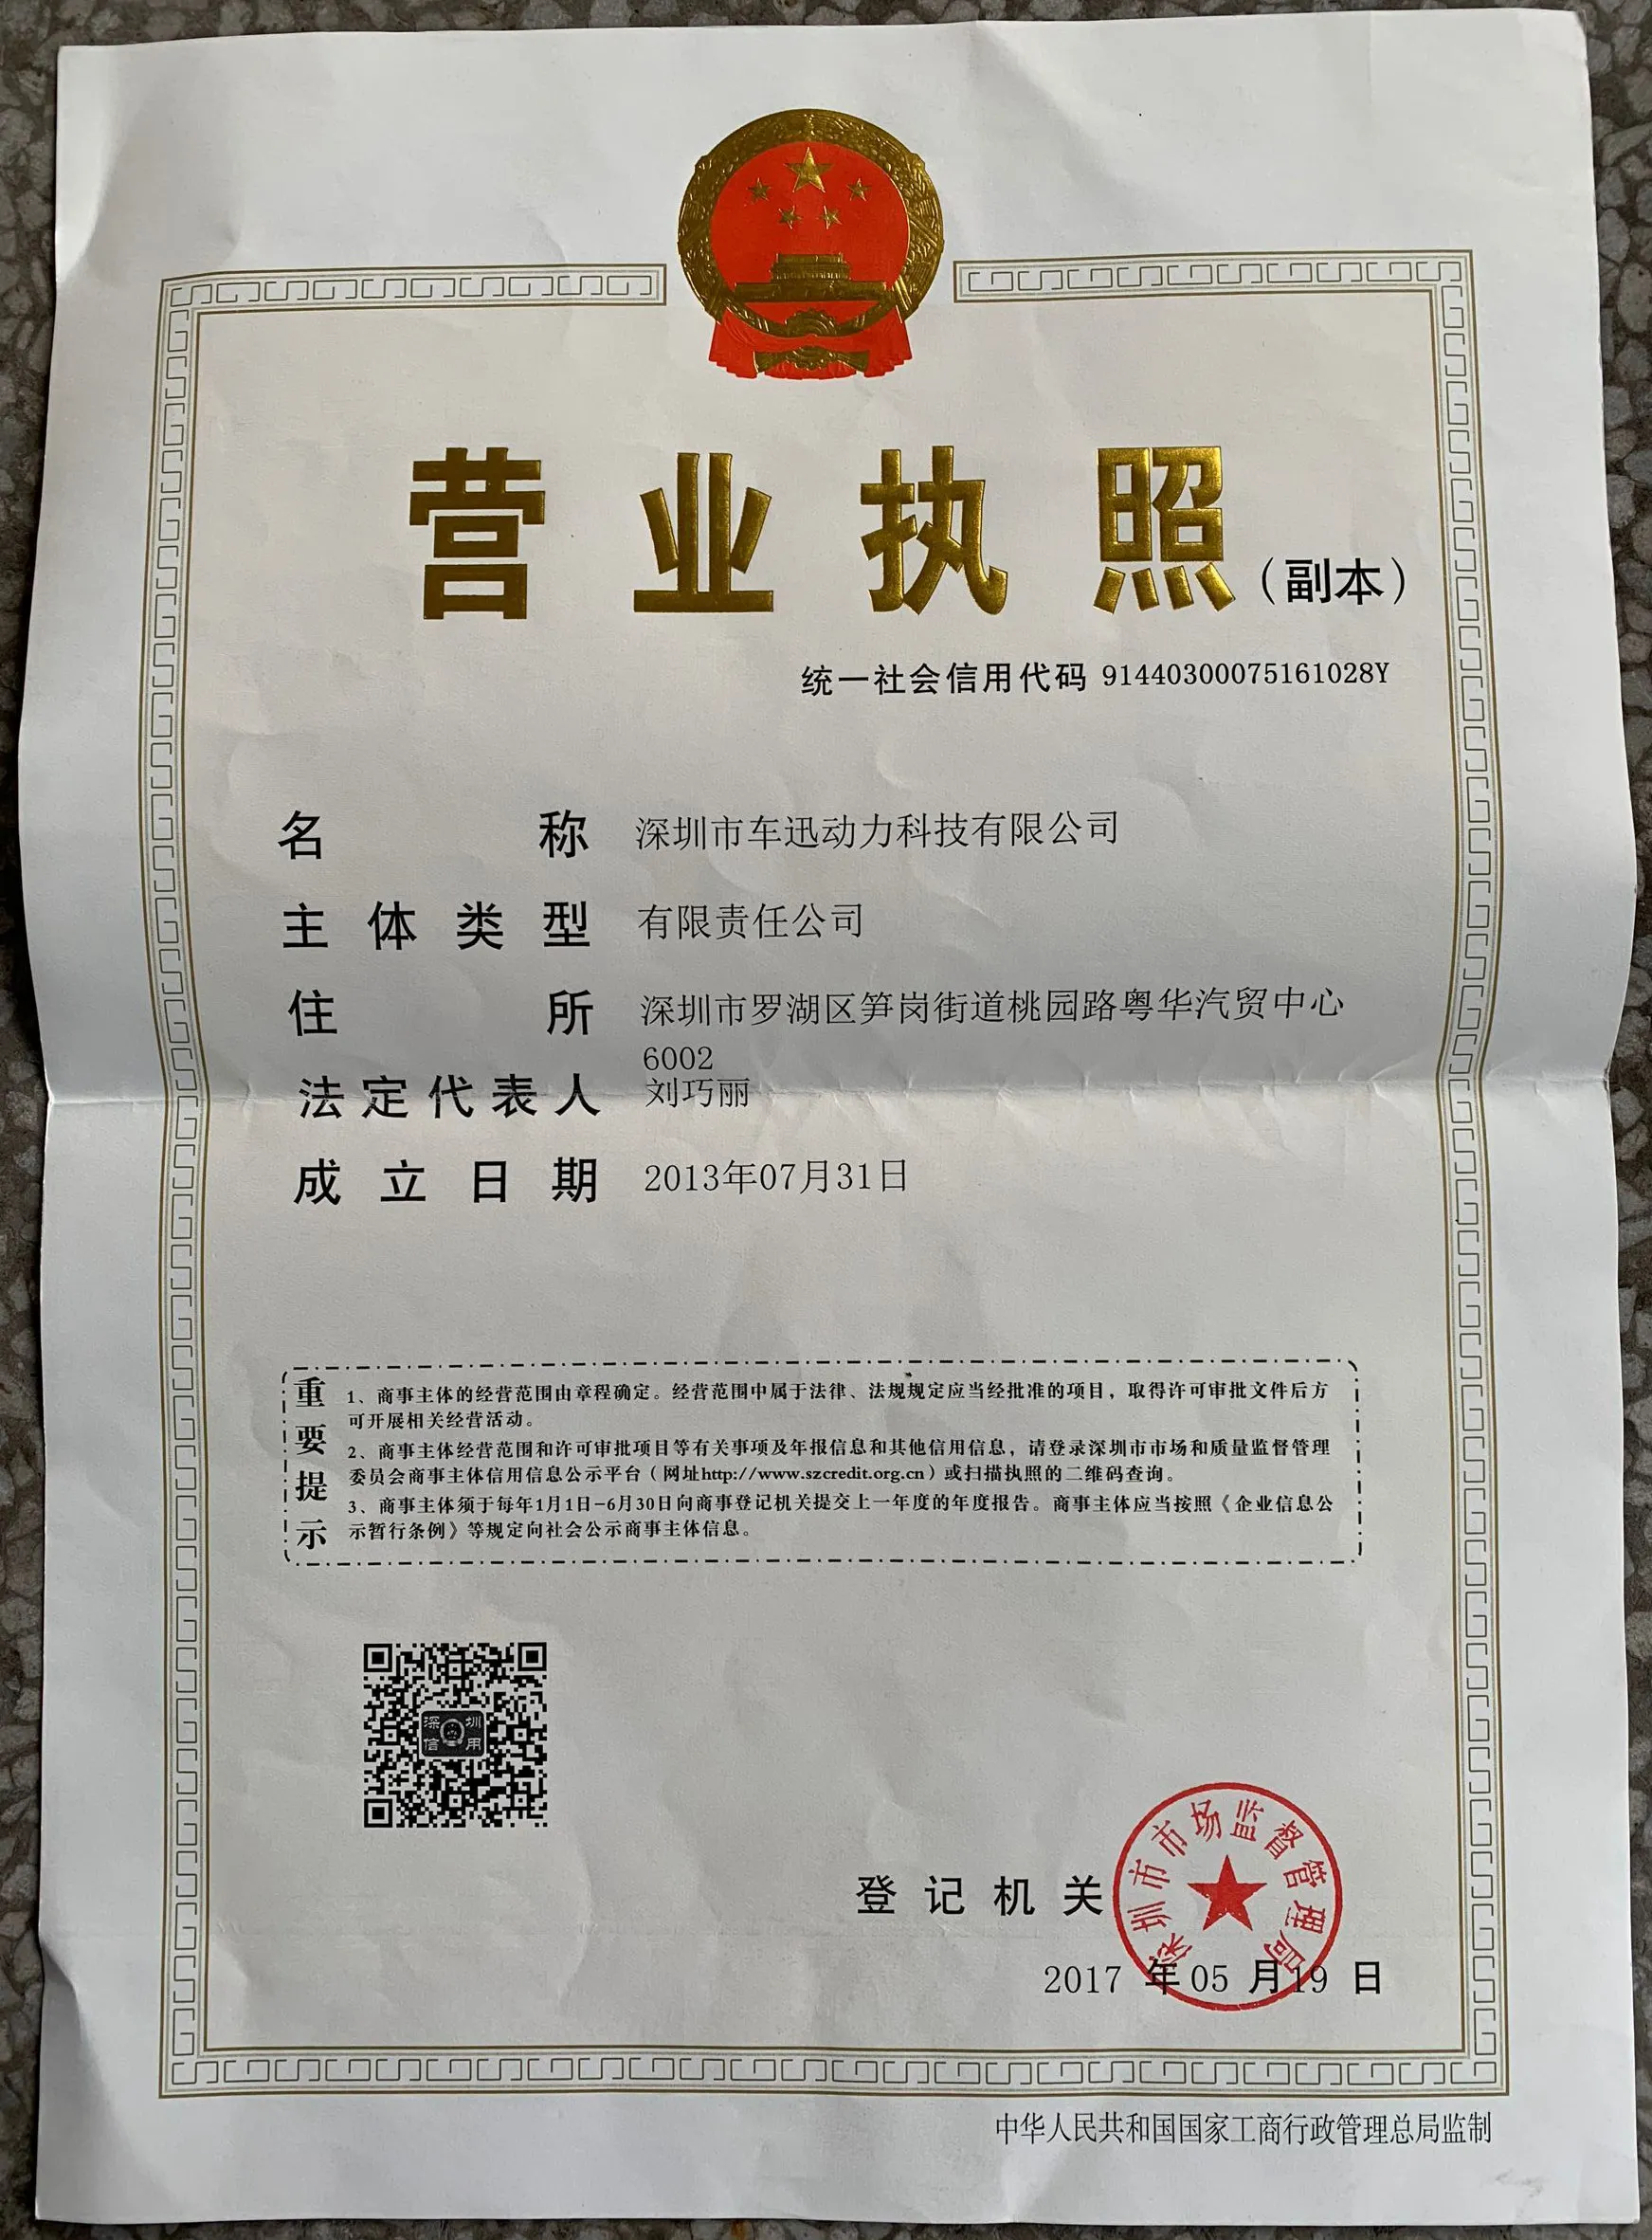 营业执照（副本）
统一社会信用代码 91440300075161028Y
名称 深圳市车迅动力科技有限公司
主体类型 有限责任公司
住所 深圳市罗湖区笋岗街道桃园路粤华汽贸中心
6002
法定代表人 刘巧丽
成立日期 2013年07月31日
重要提示
1、商事主体的经营范围由章程确定。经营范围中属于法律、法规规定应当经批准的项目，取得许可审批文件后方
可开展相关经营活动。
2、商事主体经营范围和许可审批项目等有关事项及年报信息和其他信用信息，请登录深圳市市场和质量监督管理
委员会商事主体信用信息公示平台（网址http://www.szcredit.org.cn）或扫描执照的二维码查询。
3、商事主体须于每年1月1日-6月30日向商事登记机关提交上一年度的年度报告。商事主体应当按照《企业信息公
示暂行条例》等规定向社会公示商事主体信息。
深圳
信用
登记机关
深圳市市场监督管理局
2017 年 05 月 19 日
中华人民共和国国家工商行政管理总局监制